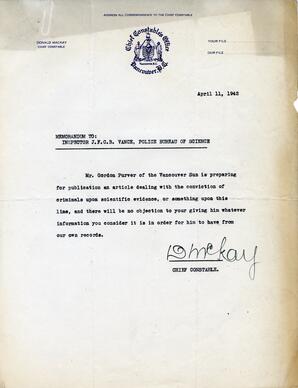 ADDRESS ALL CORRESPONDENCE TO THE CHIEF CONSTABLE
DONALD MACKAY
CHIEF CONSTABLE
Chief Constable's Office
Vancouver, B.C.
YOUR FILE
OUR FILE
April 11, 1942
MEMORANDUM TO:
INSPECTOR J.F.C.B. VANCE, POLICE BUREAU OF SCIENCE
Mr. Gordon Purver of the Vancouver Sun is preparing
for publication an article dealing with the conviction of
criminals upon scientific evidence, or something upon this
line, and there will be no objection to your giving him whatever
information you consider it is in order for him to have from
our own records.
D McKay
CHIEF CONSTABLE.